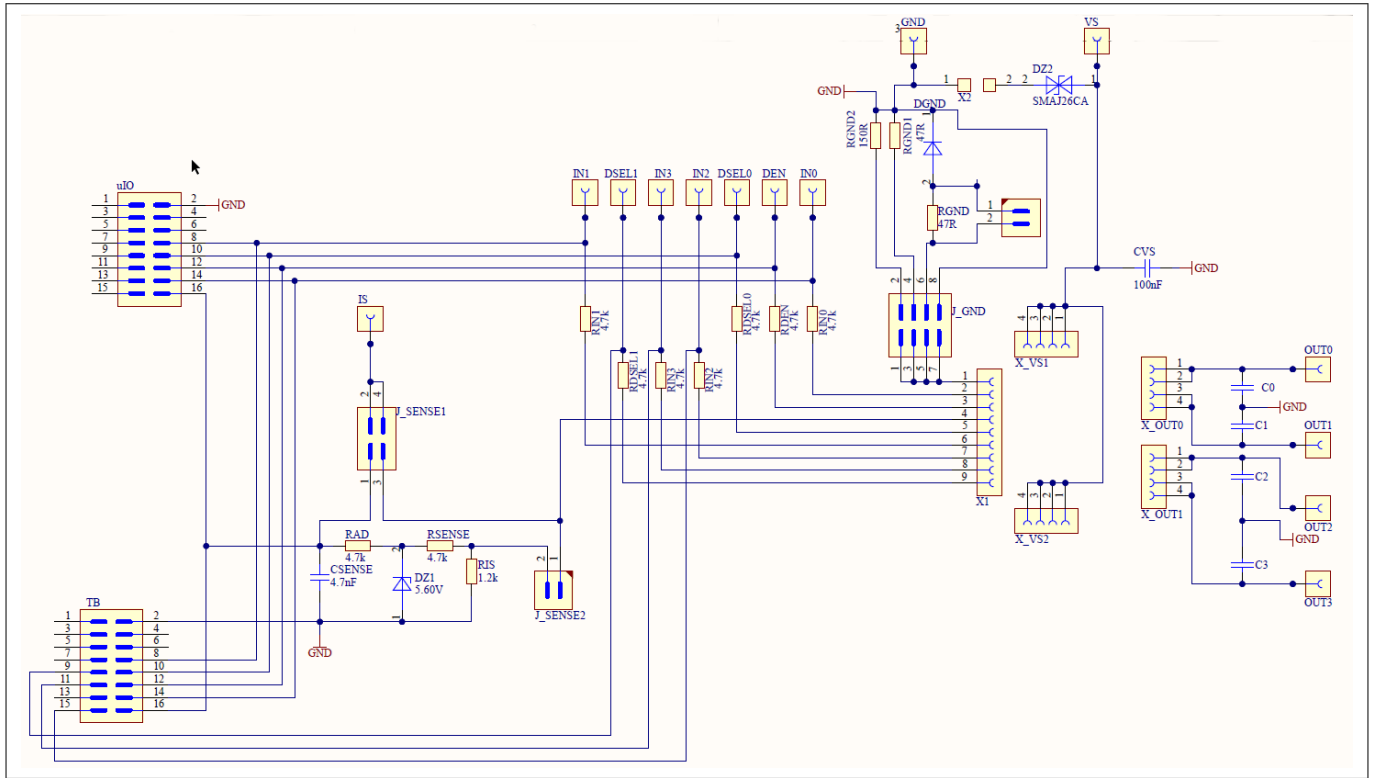 GND
3
VS
1
X2
2
2
DZ2
1
SMAJ26CA
GND
DGND
1
RGND2
150R
RGND1
47R
2
RGND
47R
1
2
uIO
1
2
GND
3
4
5
6
7
8
9
10
11
12
13
14
15
16
IN1
DSEL1
IN3
IN2
DSEL0
DEN
IN0
CVS
GND
100nF
2
4
6
8
J_GND
1
3
5
7
IS
RIN1
4.7k
RDSEL0
4.7k
RDEN
4.7k
RIN0
4.7k
RDSEL1
4.7k
RIN3
4.7k
RIN2
4.7k
4
3
2
1
X_VS1
2
4
J_SENSE1
1
3
1
2
3
4
5
6
7
8
9
X1
1
2
3
4
X_OUT0
OUT0
C0
GND
C1
OUT1
1
2
3
4
X_OUT1
C2
OUT2
GND
C3
OUT3
4
3
2
1
X_VS2
RAD
4.7k
CSENSE
4.7nF
2
DZ1
5.60V
1
RSENSE
4.7k
RIS
1.2k
2
1
J_SENSE2
GND
TB
1
2
3
4
5
6
7
8
9
10
11
12
13
14
15
16